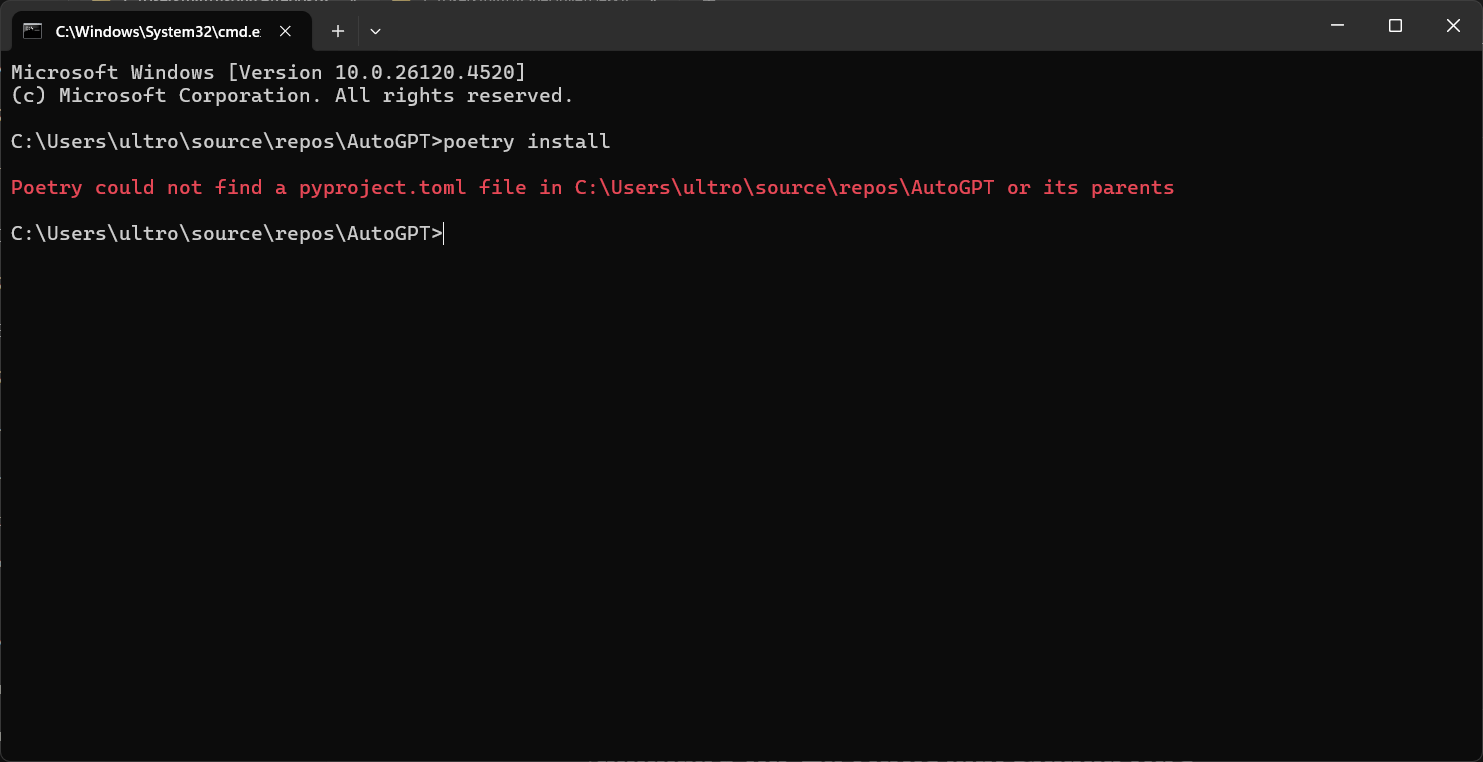 C:\Windows\System32\cmd.e
Microsoft Windows [Version 10.0.26120.4520]
(c) Microsoft Corporation. All rights reserved.
C:\Users\ultro\source\repos\AutoGPT>poetry install
Poetry could not find a pyproject.toml file in C:\Users\ultro\source\repos\AutoGPT or its parents
C:\Users\ultro\source\repos\AutoGPT>